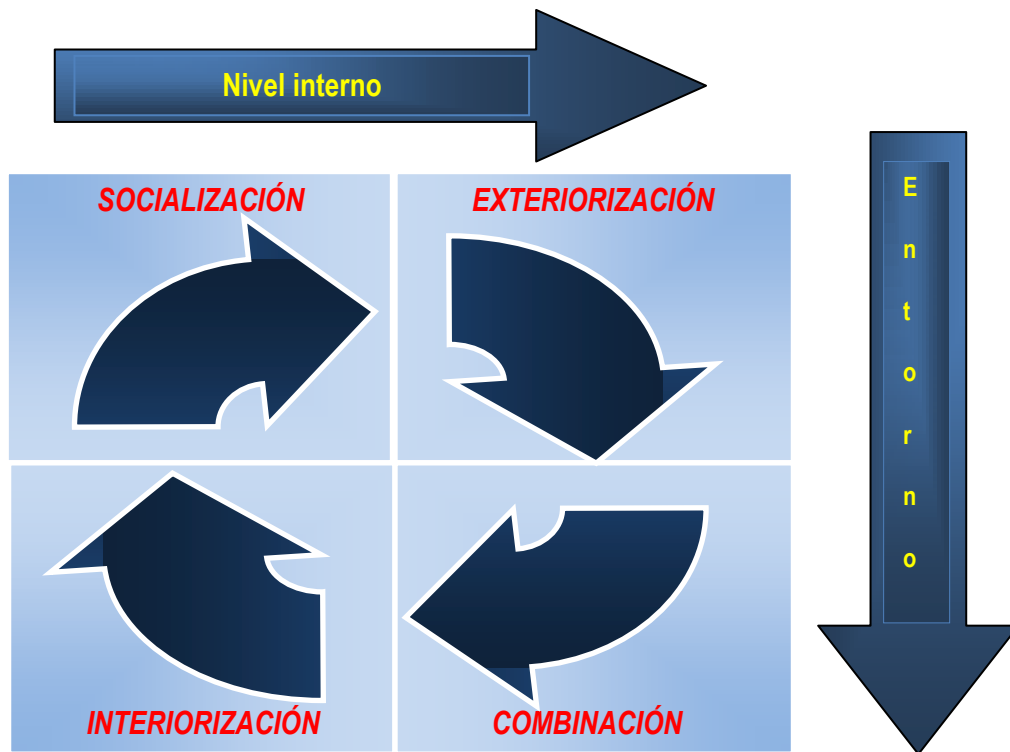 Nivel interno
SOCIALIZACIÓN
EXTERIORIZACIÓN
E
n
t
o
r
n
o
INTERIORIZACIÓN
COMBINACIÓN